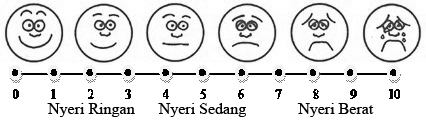 0 1 2 3 4 5 6 7 8 9 10
Nyeri Ringan Nyeri Sedang Nyeri Berat